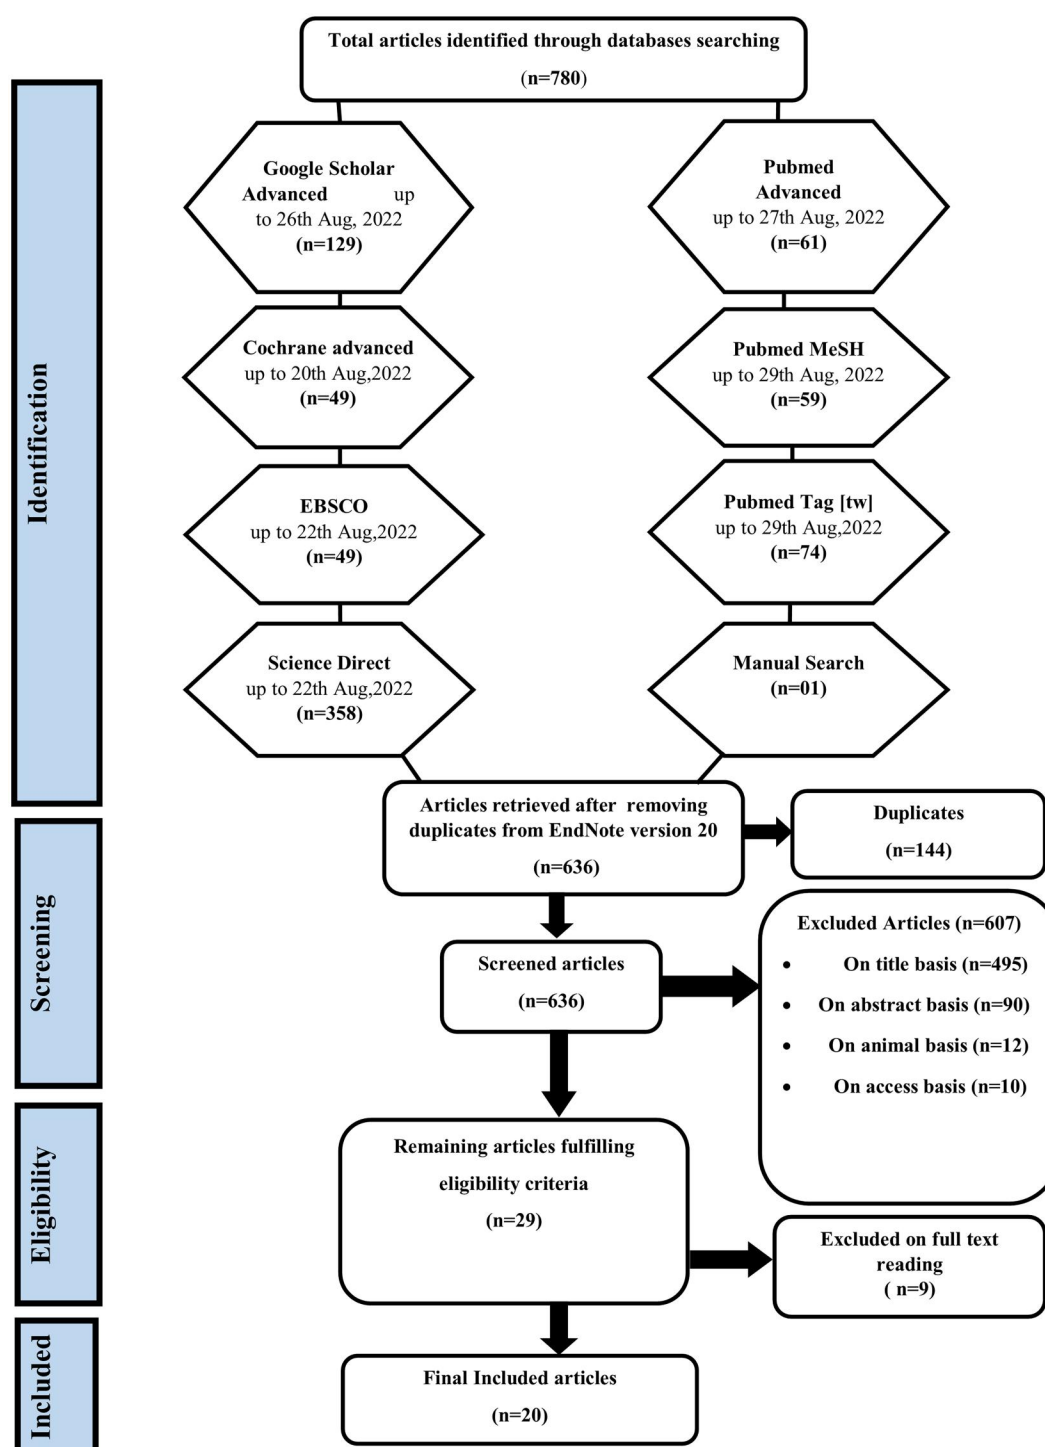 Total articles identified through databases searching
(n=780)
Identification
Google Scholar
Advanced up
to 26th Aug, 2022
(n=129)
Pubmed
Advanced
up to 27th Aug, 2022
(n=61)
Cochrane advanced
up to 20th Aug,2022
(n=49)
Pubmed MeSH
up to 29th Aug, 2022
(n=59)
EBSCO
up to 22th Aug,2022
(n=49)
Pubmed Tag [tw]
up to 29th Aug,2022
(n=74)
Science Direct
up to 22th Aug,2022
(n=358)
Manual Search
(n=01)
Articles retrieved after removing
duplicates from EndNote version 20
(n=636)
Duplicates
(n=144)
Screening
Screened articles
(n=636)
Excluded Articles (n=607)
• On title basis (n=495)
• On abstract basis (n=90)
• On animal basis (n=12)
• On access basis (n=10)
Eligibility
Remaining articles fulfilling
eligibility criteria
(n=29)
Excluded on full text
reading
( n=9)
Included
Final Included articles
(n=20)